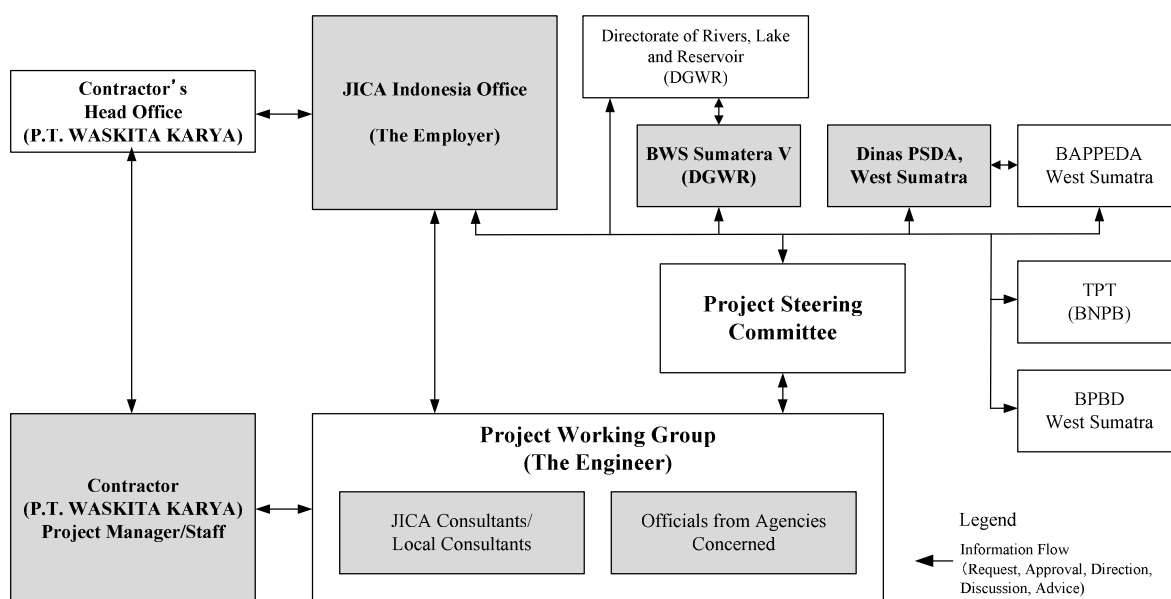 Contractor's
Head Office
(P.T. WASKITA KARYA)
JICA Indonesia Office
(The Employer)
Directorate of Rivers, Lake
and Reservoir
(DGWR)
BWS Sumatera V
(DGWR)
Dinas PSDA,
West Sumatra
BAPPEDA
West Sumatra
Project Steering
Committee
TPT
(BNPB)
BPBD
West Sumatra
Contractor
(P.T. WASKITA KARYA)
Project Manager/Staff
Project Working Group
(The Engineer)
JICA Consultants/
Local Consultants
Officials from Agencies
Concerned
Legend
Information Flow
(Request, Approval, Direction,
Discussion, Advice)